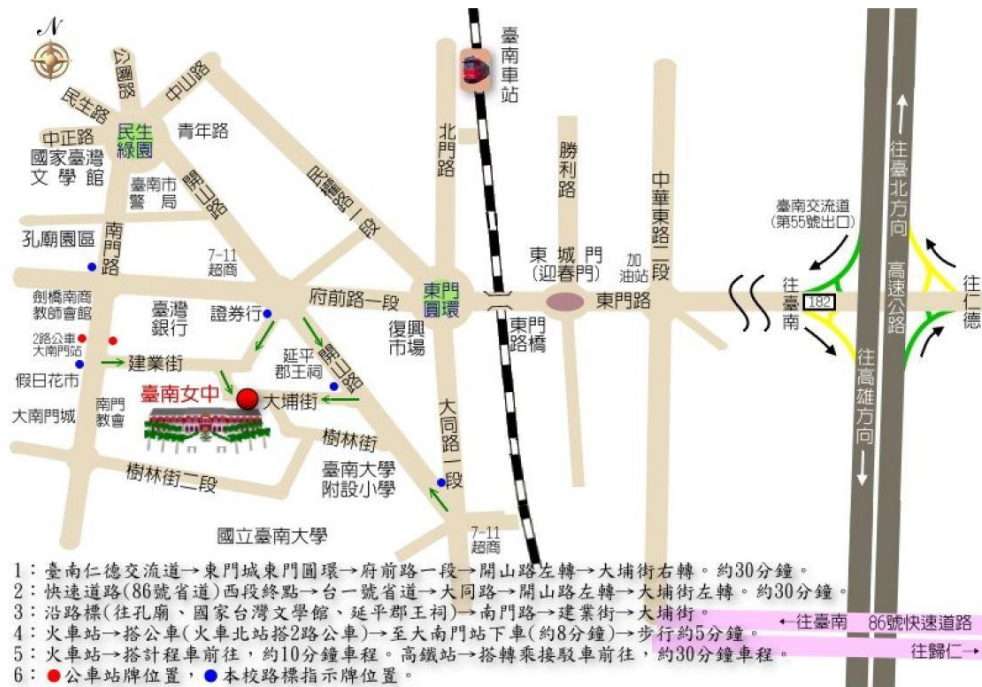 N
臺南車站
公園路
中山路
民生路
中正路
民生
綠園
青年路
國家臺灣
文學館
臺南市
警局
開山路
民權路一段
北門路
勝利路
中華東路二段
往臺北方向
臺南交流道
(第55號出口)
孔廟園區
南門路
7-11
超商
東城門
(迎春門)
加油站
高速公路
劍橋南商
教師會館
臺灣
銀行
證券行
府前路一段
東門
圓環
東門路
往臺南
182
往仁德
2路公車
大南門站
建業街
延平
郡王祠
開山路
復興
市場
東門
路橋
假日花市
臺南女中
大埔街
往高雄方向
大南門城
南門
教會
樹林街
大同路一段
樹林街二段
臺南大學
附設小學
國立臺南大學
7-11
超商
1：臺南仁德交流道→東門城東門圓環→府前路一段→開山路左轉→大埔街右轉。約30分鐘。
2：快速道路(86號省道)西段終點→台一號省道→大同路→開山路左轉→大埔街左轉。約30分鐘。
3：沿路標(往孔廟、國家台灣文學館、延平郡王祠)→南門路→建業街→大埔街。
4：火車站→搭公車(火車北站搭2路公車)→至大南門站下車(約8分鐘)→步行約5分鐘。
5：火車站→搭計程車前往，約10分鐘車程。高鐵站→搭轉乘接駁車前往，約30分鐘車程。
6：●公車站牌位置，●本校路標指示牌位置。
←往臺南 86號快速道路
往歸仁→